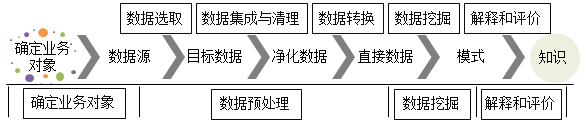 数据选取 数据集成与清理 数据转换 数据挖掘 解释和评价
确定业务
对象
数据源 目标数据 净化数据 直接数据 模式 知识
确定业务对象 数据预处理 数据挖掘 解释和评价